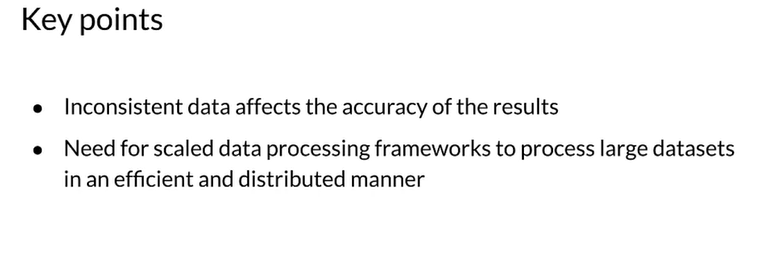 Key points
● Inconsistent data affects the accuracy of the results
● Need for scaled data processing frameworks to process large datasets
in an efficient and distributed manner